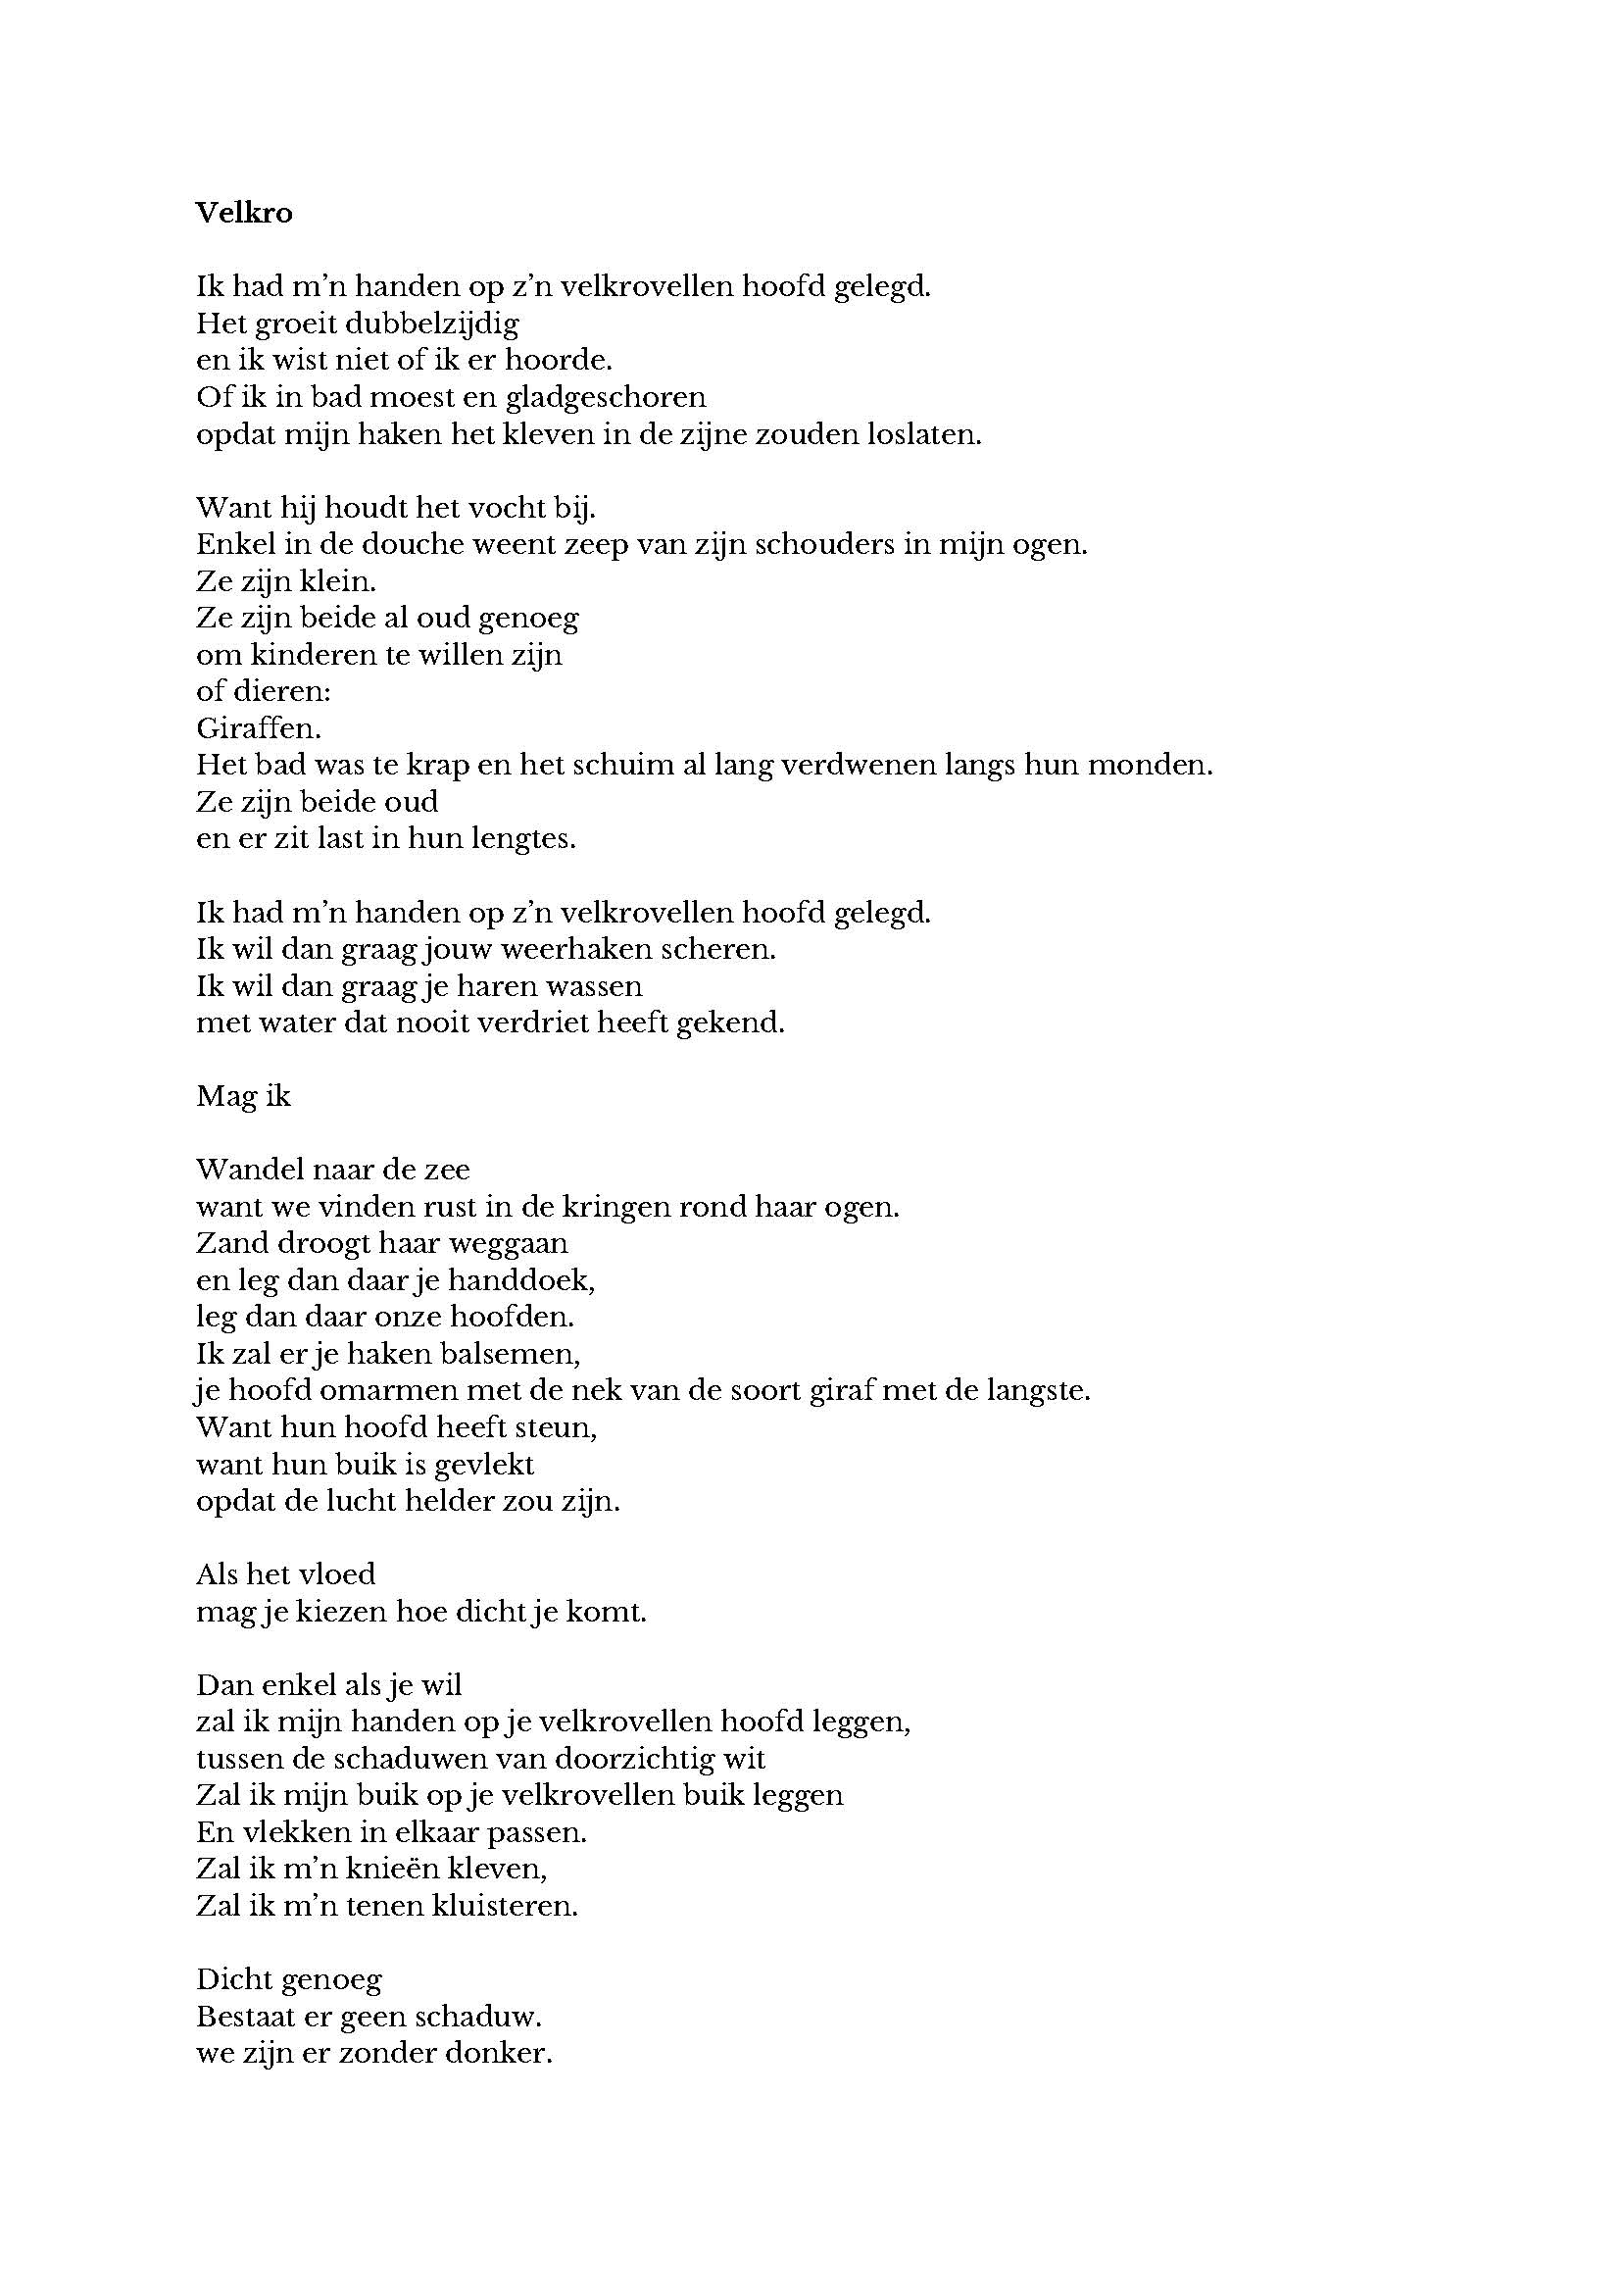 Velkro
Ik had m’n handen op z’n velkrovellen hoofd gelegd.
Het groeit dubbelzijdig
en ik wist niet of ik er hoorde.
Of ik in bad moest en gladgeschoren
opdat mijn haken het kleven in de zijne zouden loslaten.
Want hij houdt het vocht bij.
Enkel in de douche weent zeep van zijn schouders in mijn ogen.
Ze zijn klein.
Ze zijn beide al oud genoeg
om kinderen te willen zijn
of dieren:
Giraffen.
Het bad was te krap en het schuim al lang verdwenen langs hun monden.
Ze zijn beide oud
en er zit last in hun lengtes.
Ik had m’n handen op z’n velkrovellen hoofd gelegd.
Ik wil dan graag jouw weerhaken scheren.
Ik wil dan graag je haren wassen
met water dat nooit verdriet heeft gekend.
Mag ik
Wandel naar de zee
want we vinden rust in de kringen rond haar ogen.
Zand droogt haar weggaan
en leg dan daar je handdoek,
leg dan daar onze hoofden.
Ik zal er je haken balsemen,
je hoofd omarmen met de nek van de soort giraf met de langste.
Want hun hoofd heeft steun,
want hun buik is gevlekt
opdat de lucht helder zou zijn.
Als het vloed
mag je kiezen hoe dicht je komt.
Dan enkel als je wil
zal ik mijn handen op je velkrovellen hoofd leggen,
tussen de schaduwen van doorzichtig wit
Zal ik mijn buik op je velkrovellen buik leggen
En vlekken in elkaar passen.
Zal ik m’n knieën kleven,
Zal ik m’n tenen kluisteren.
Dicht genoeg
Bestaat er geen schaduw.
we zijn er zonder donker.